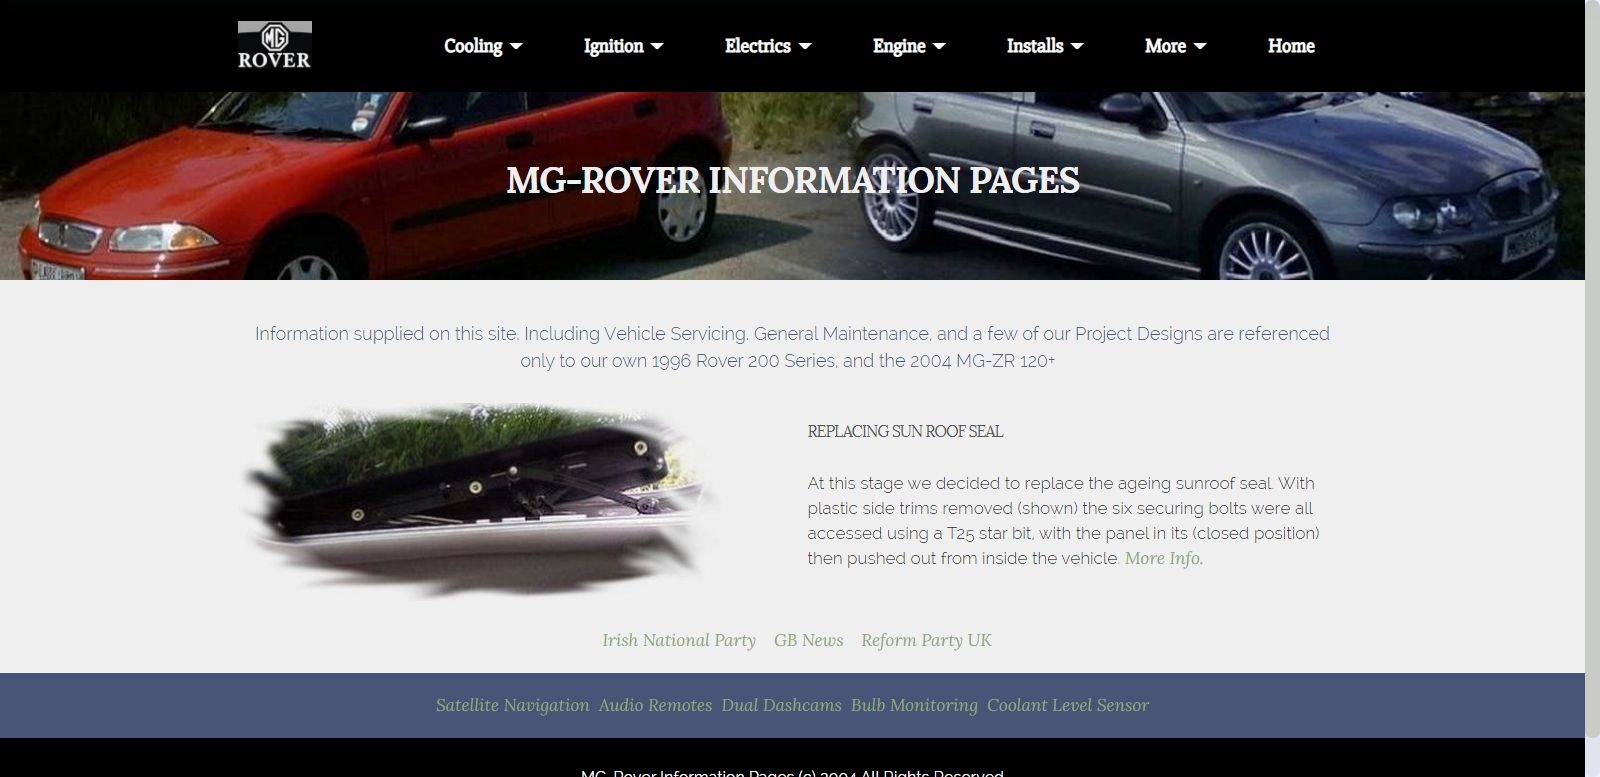 MG
ROVER
Cooling Ignition Electrics Engine Installs More Home
MG-ROVER INFORMATION PAGES
Information supplied on this site. Including Vehicle Servicing. General Maintenance, and a few of our Project Designs are referenced
only to our own 1996 Rover 200 Series, and the 2004 MG-ZR 120+
REPLACING SUN ROOF SEAL
At this stage we decided to replace the ageing sunroof seal. With
plastic side trims removed (shown) the six securing bolts were all
accessed using a T25 star bit, with the panel in its (closed position)
then pushed out from inside the vehicle. More Info.
Irish National Party GB News Reform Party UK
Satellite Navigation Audio Remotes Dual Dashcams Bulb Monitoring Coolant Level Sensor
MG-Rover Information Pages (c) 2004 All Rights Reserved